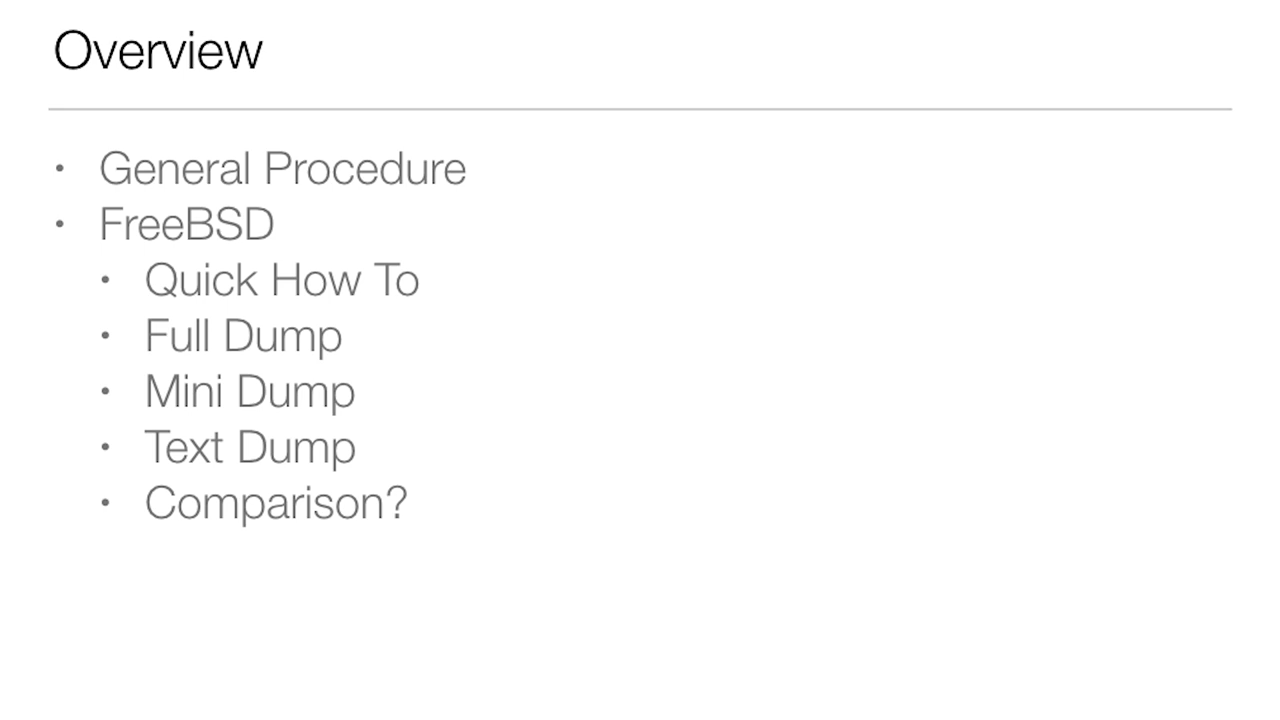 Overview
• General Procedure
• FreeBSD
• Quick How To
• Full Dump
• Mini Dump
• Text Dump
• Comparison?